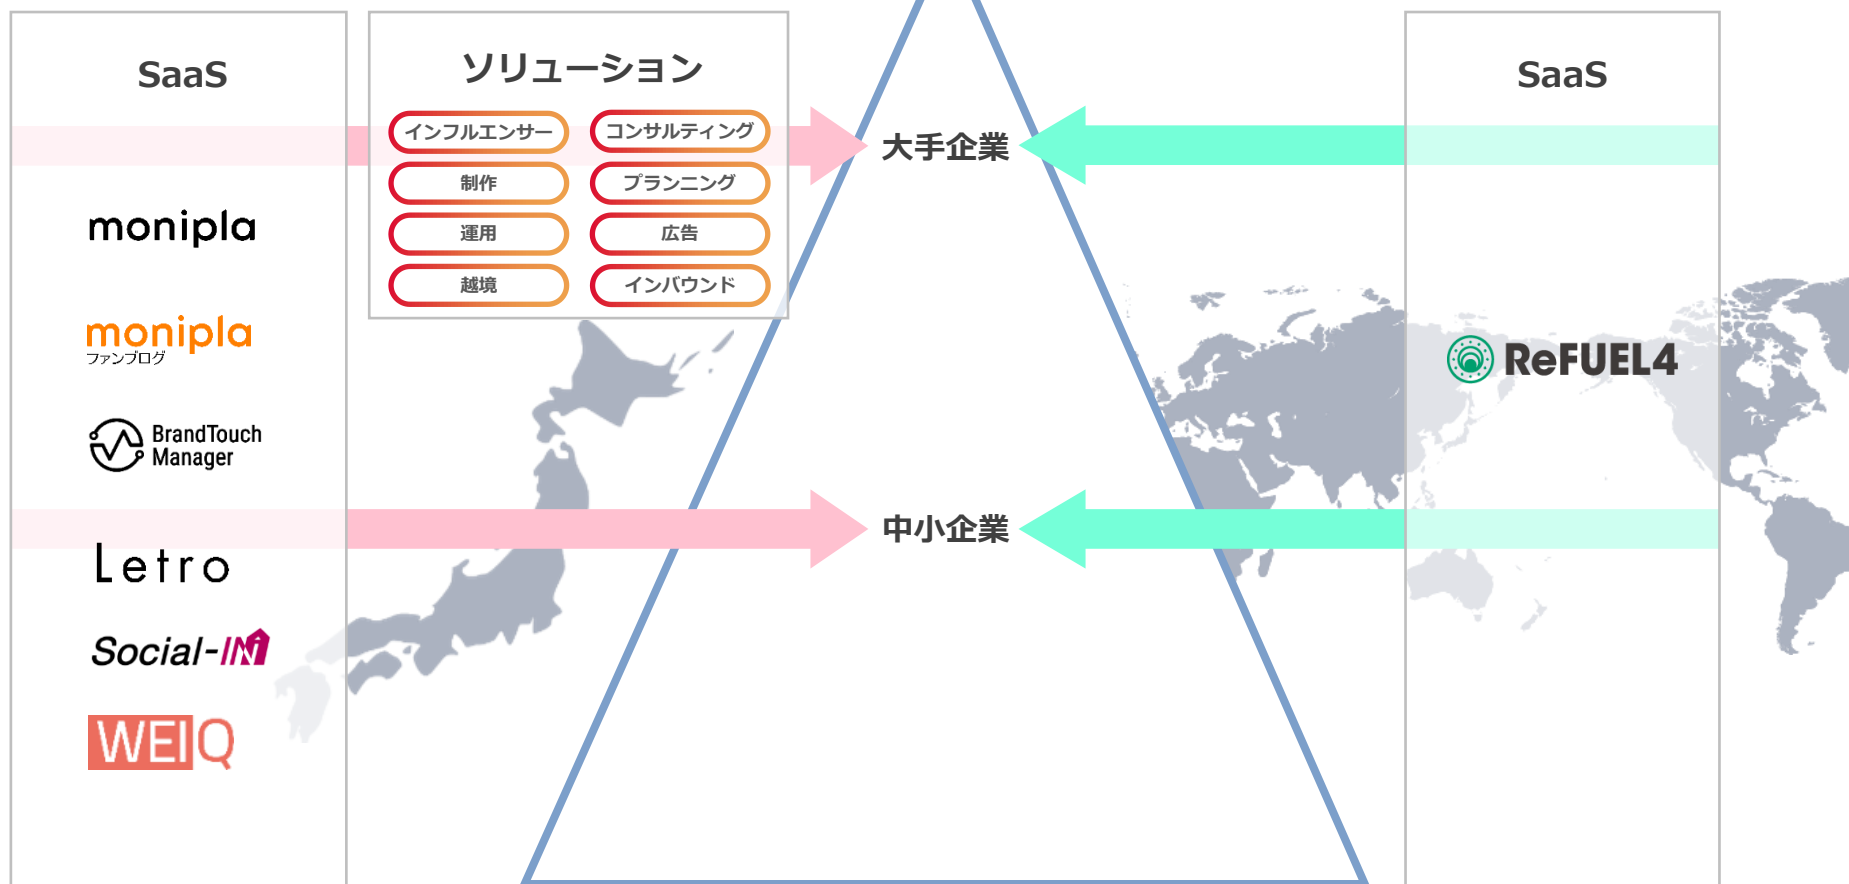 SaaS
monipla
monipla
ファンブログ
BrandTouch
Manager
Letro
Social-IN
WEIQ
ソリューション
インフルエンサー
コンサルティング
制作
プランニング
運用
広告
越境
インバウンド
大手企業
中小企業
SaaS
ReFUEL4